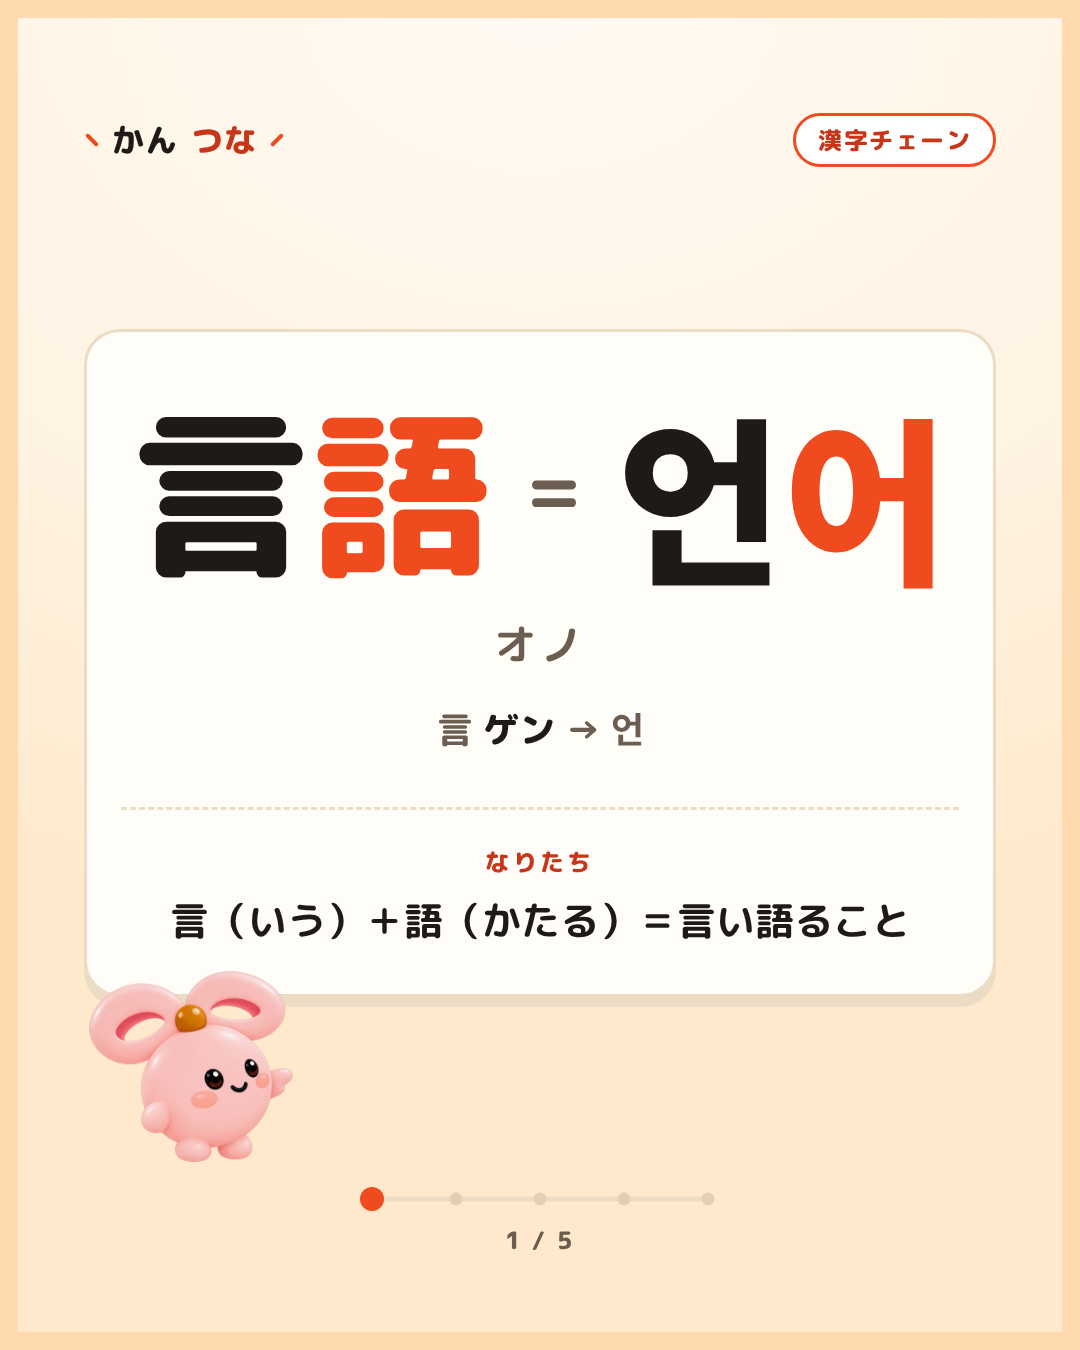 かん つな
漢字チェーン
言語 = 언어
オノ
言 ゲン → 언
なりたち
言（いう）＋語（かたる）＝言い語ること
1 / 5